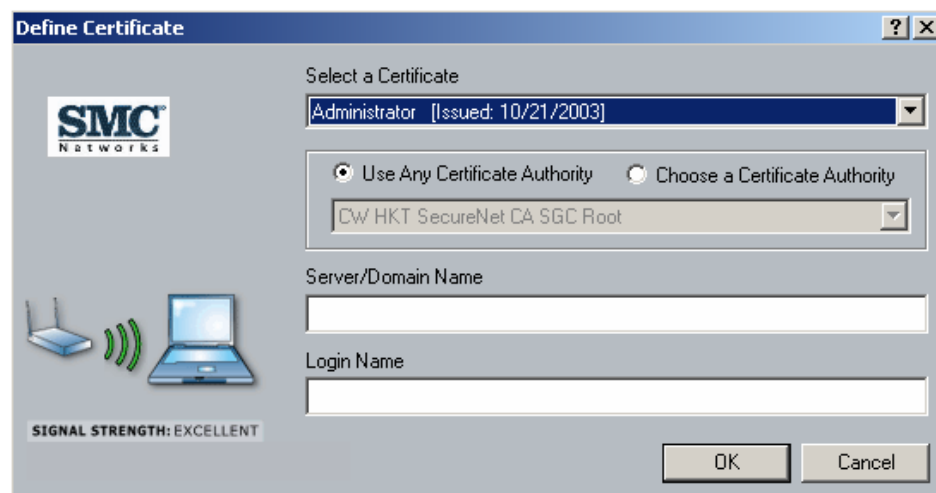 Define Certificate
?
SMC®
Networks
Select a Certificate
Administrator [Issued: 10/21/2003]
Use Any Certificate Authority
Choose a Certificate Authority
CW HKT SecureNet CA SGC Root
Server/Domain Name
Login Name
SIGNAL STRENGTH: EXCELLENT
OK
Cancel